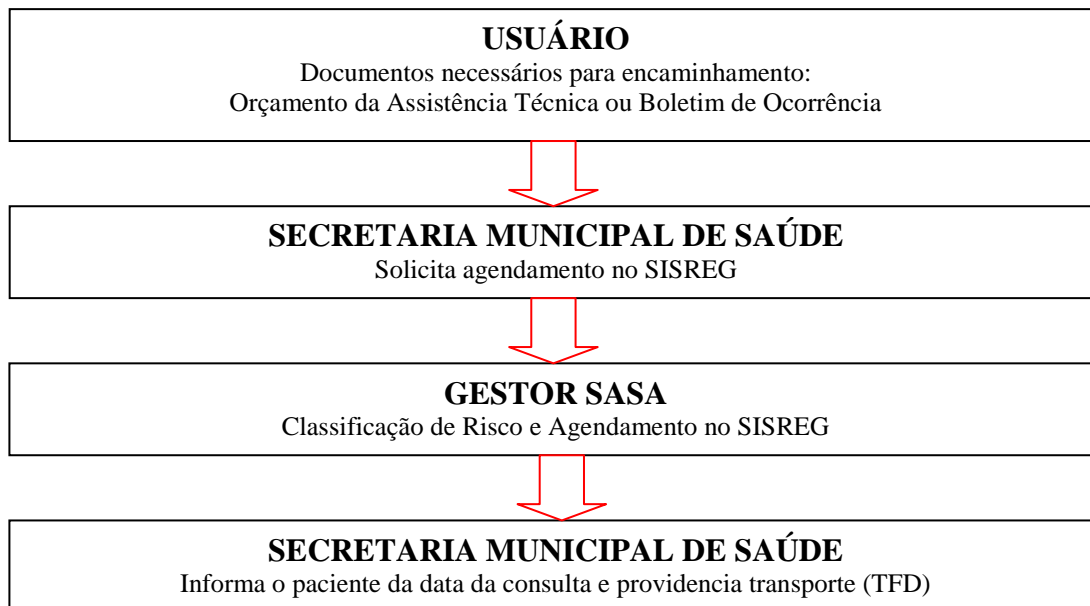 USUÁRIO
Documentos necessários para encaminhamento:
Orçamento da Assistência Técnica ou Boletim de Ocorrência
SECRETARIA MUNICIPAL DE SAÚDE
Solicita agendamento no SISREG
GESTOR SASA
Classificação de Risco e Agendamento no SISREG
SECRETARIA MUNICIPAL DE SAÚDE
Informa o paciente da data da consulta e providencia transporte (TFD)